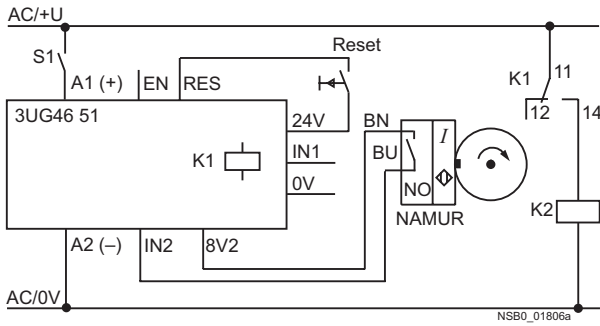 AC/+U
S1
A1 (+)
EN
RES
Reset
K1
11
12
14
3UG46 51
24V
BN
I
K1
IN1
BU
0V
NO
NAMUR
K2
A2 (–)
IN2
8V2
AC/0V
NSB0_01806a